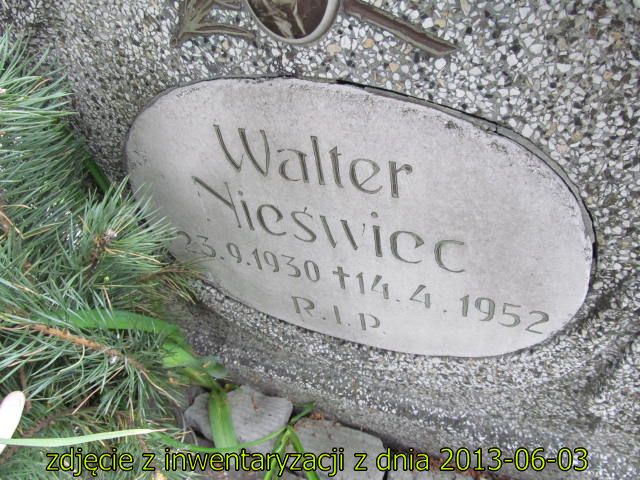 Walter
Nieświec
23.9.1930 † 14.4.1952
R.I.P.
zdjęcie z inwentaryzacji z dnia 2013-06-03